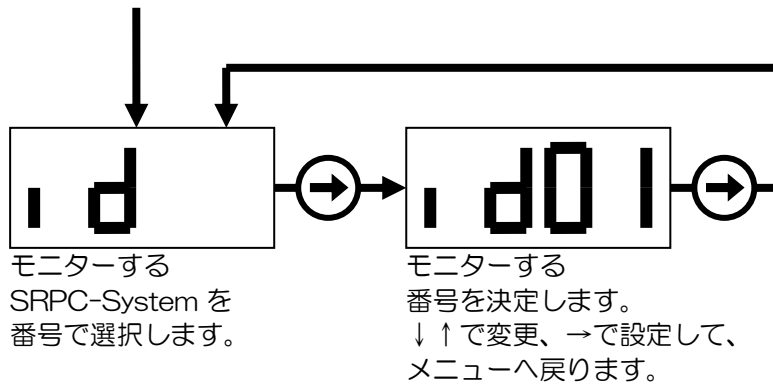 id
id01
モニターする
SRPC-System を
番号で選択します。
モニターする
番号を決定します。
↓↑で変更、→で設定して、
メニューへ戻ります。